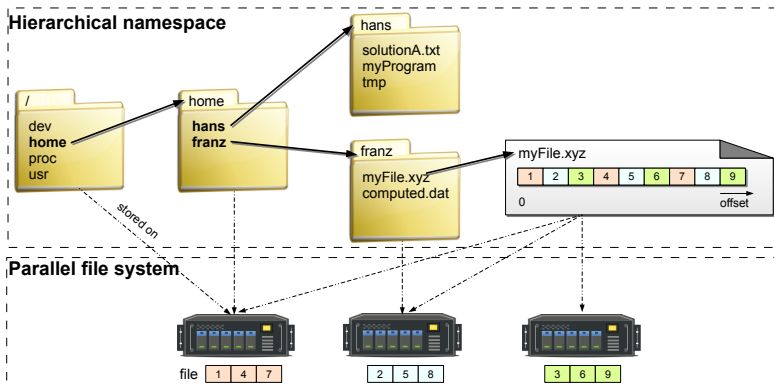 Hierarchical namespace
/
dev
home
proc
usr
home
hans
franz
hans
solutionA.txt
myProgram
tmp
franz
myFile.xyz
computed.dat
myFile.xyz
1 2 3 4 5 6 7 8 9
0 offset
stored on
Parallel file system
file 1 4 7
2 5 8
3 6 9